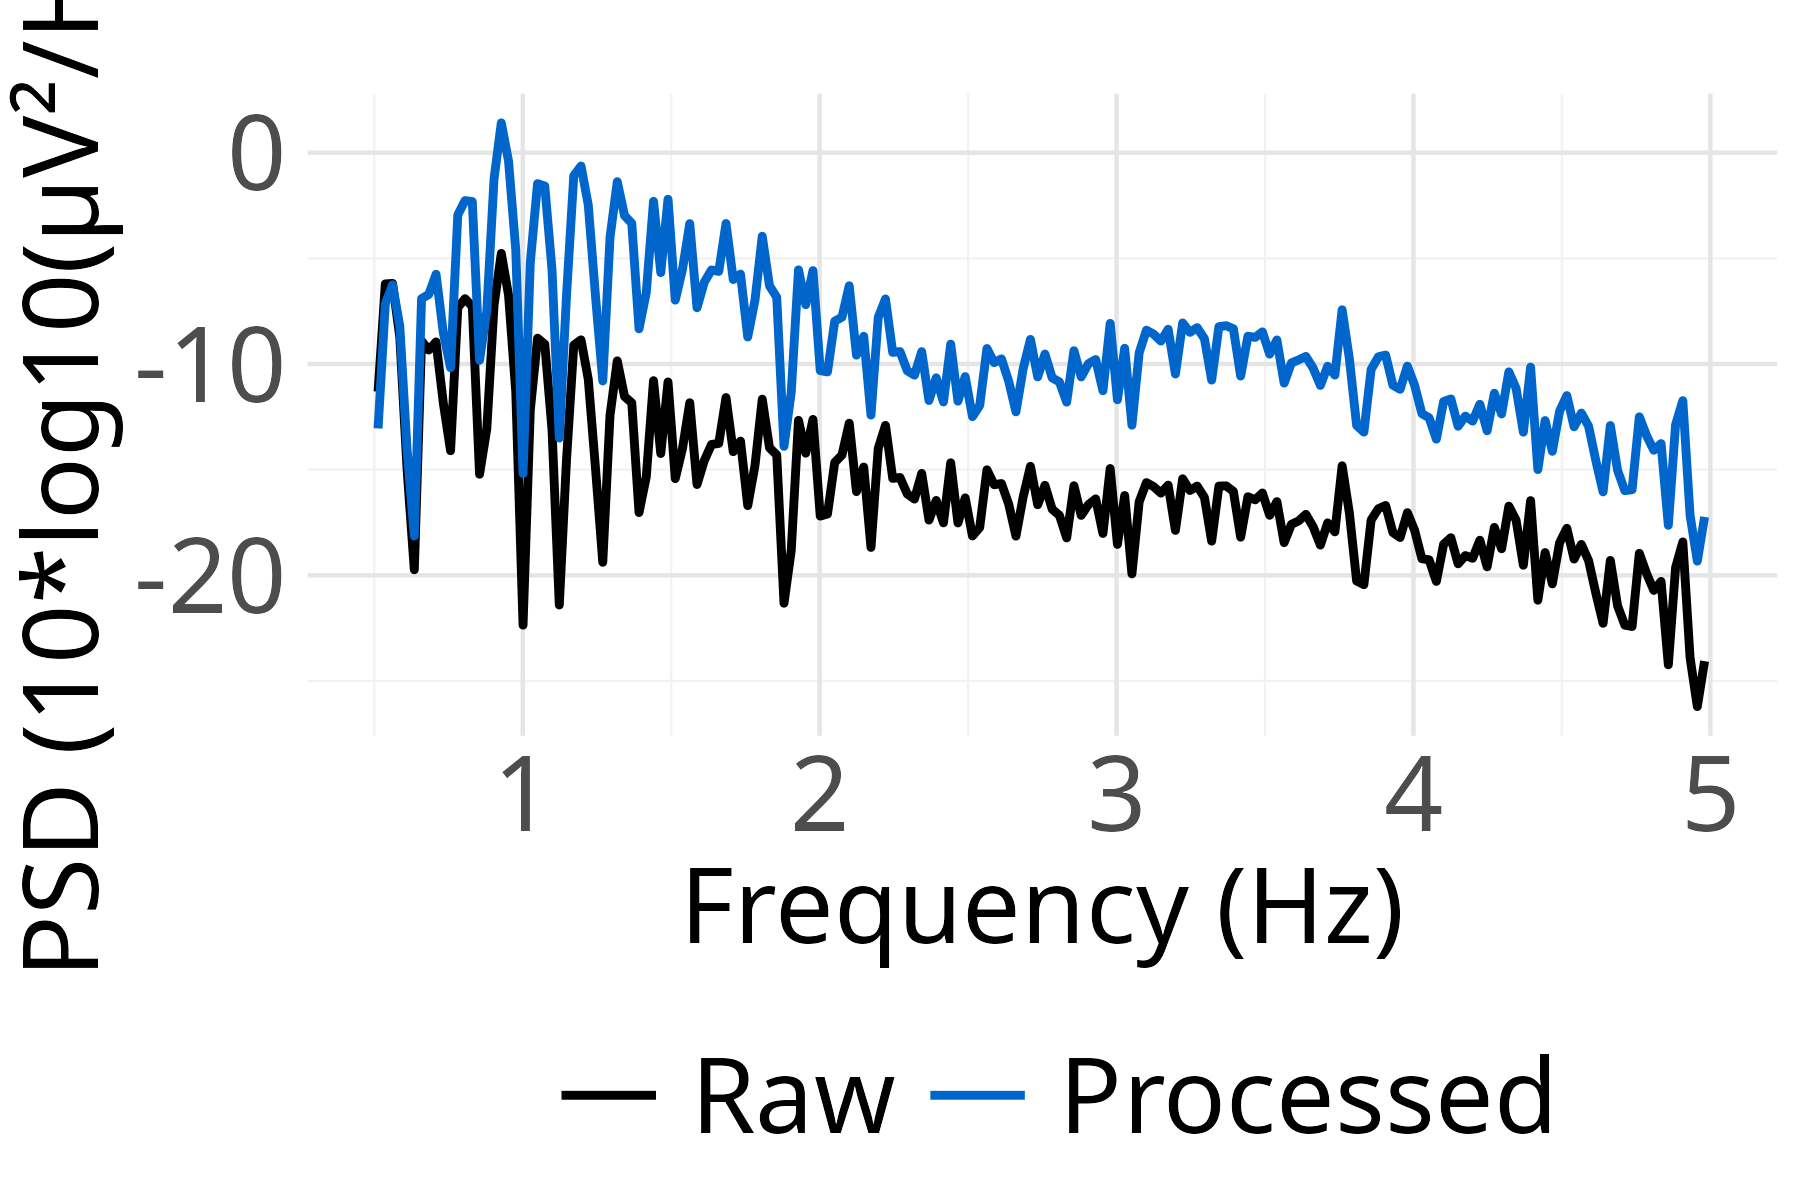 PSD (10*log10(µV²/H
0
-10
-20
1 2 3 4 5
Frequency (Hz)
Raw Processed